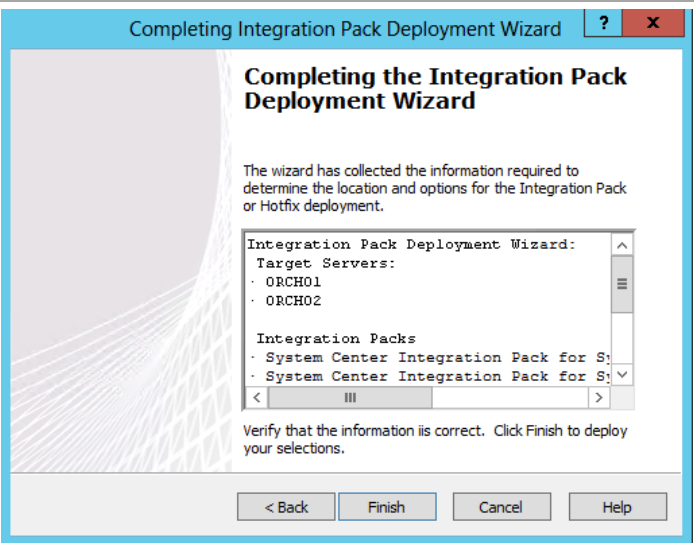 Completing Integration Pack Deployment Wizard
? x
Completing the Integration Pack
Deployment Wizard
The wizard has collected the information required to
determine the location and options for the Integration Pack
or Hotfix deployment.
Integration Pack Deployment Wizard:
Target Servers:
· ORCH01
· ORCH02
Integration Packs
· System Center Integration Pack for
· System Center Integration Pack for
Verify that the information iis correct. Click Finish to deploy
your selections.
< Back Finish Cancel Help